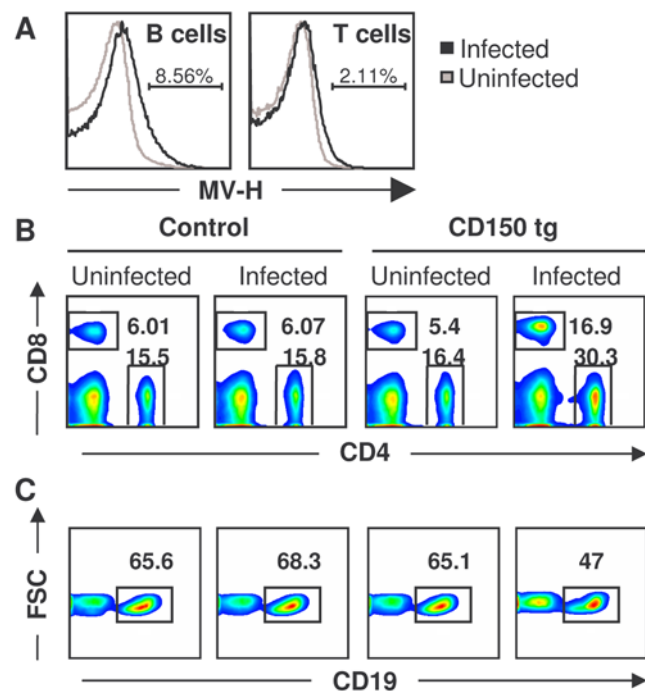 A
B cells
T cells
8.56%
2.11%
Infected
Uninfected
MV-H
B
Control
CD150 tg
Uninfected
Infected
Uninfected
Infected
CD8
6.01
15.5
6.07
15.8
5.4
16.4
16.9
30.3
CD4
C
FSC
65.6
68.3
65.1
47
CD19